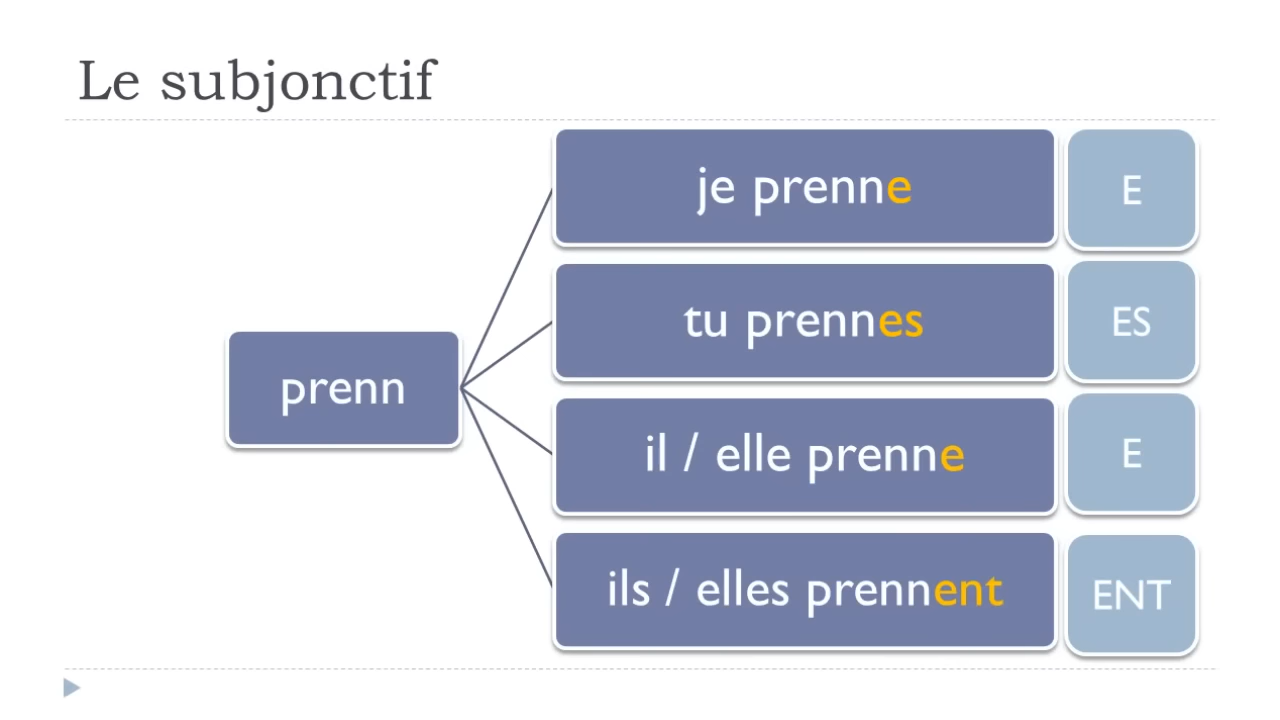 Le subjonctif
je prenne
E
tu prennes
ES
prenn
il / elle prenne
E
ils / elles prennent
ENT